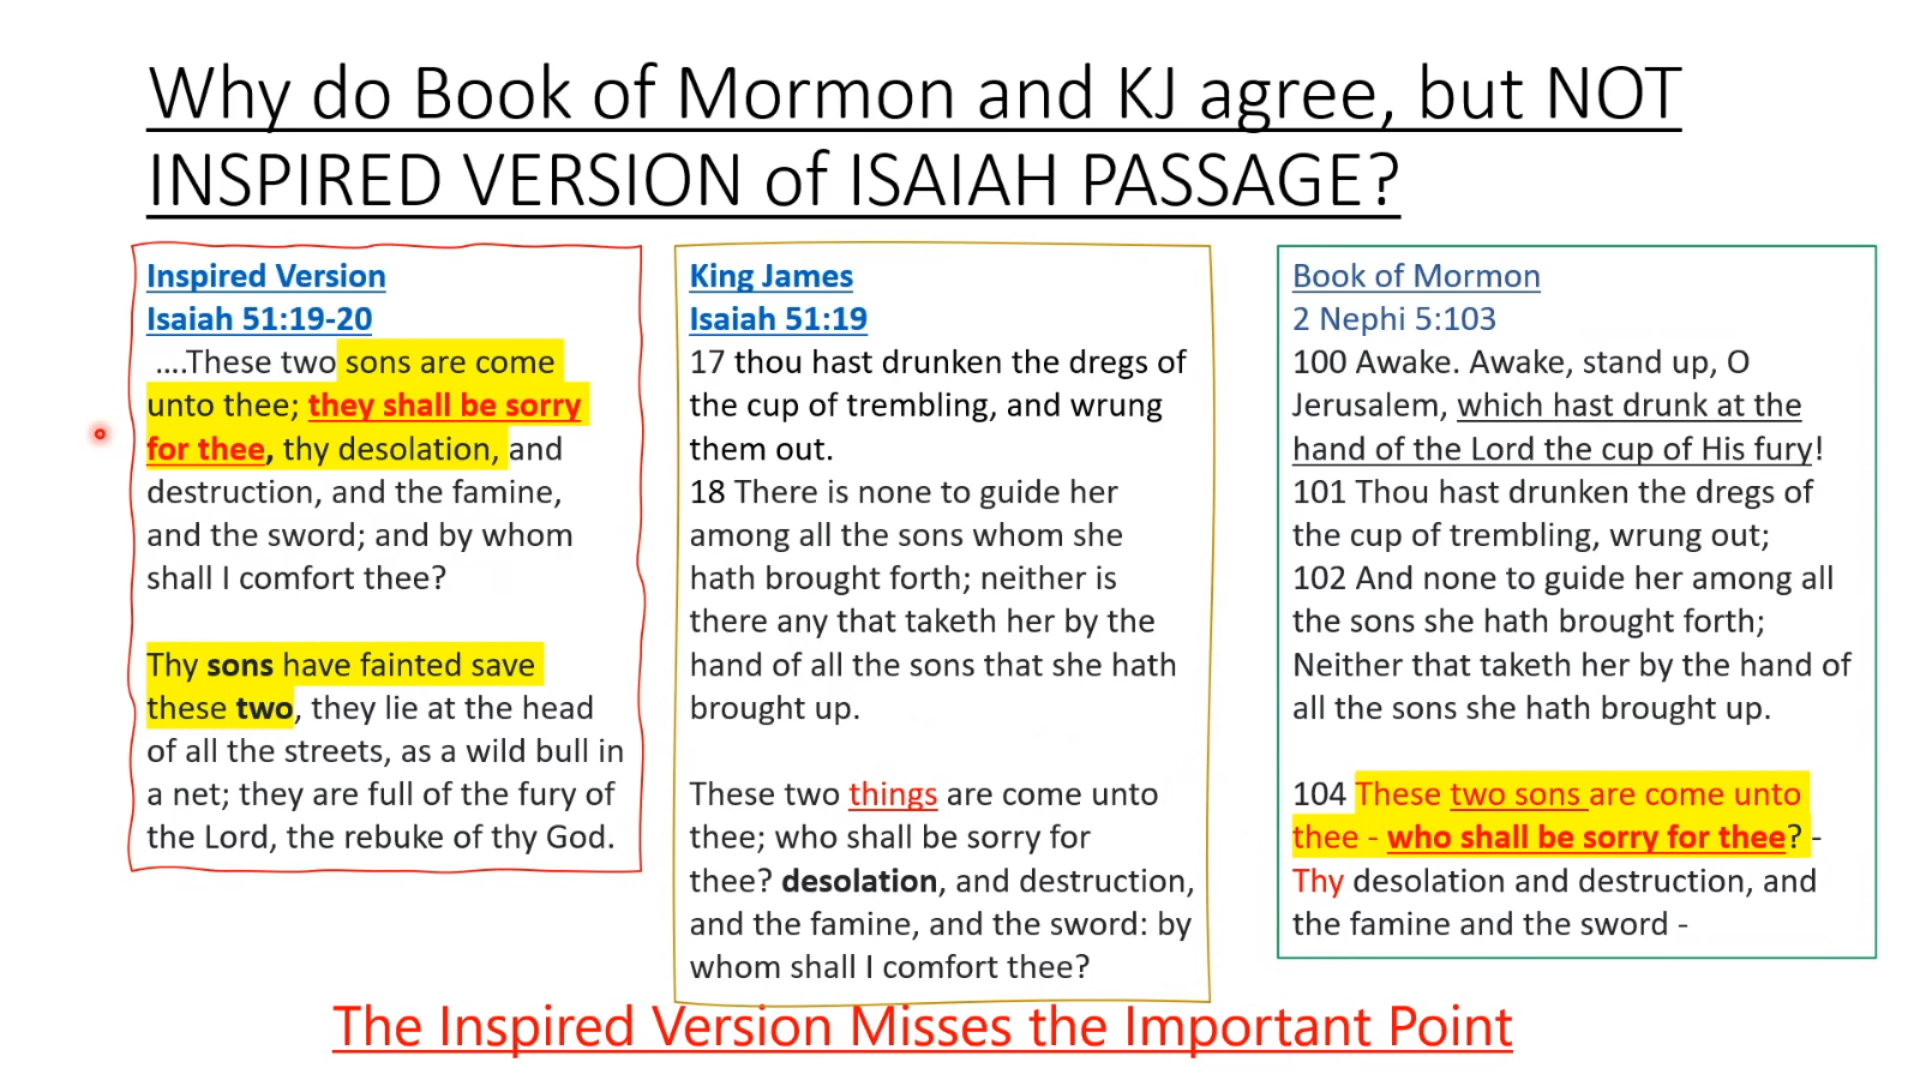 Why do Book of Mormon and KJ agree, but NOT
INSPIRED VERSION of ISAIAH PASSAGE?
Inspired Version
Isaiah 51:19-20
....These two sons are come
unto thee; they shall be sorry
for thee, thy desolation, and
destruction, and the famine,
and the sword; and by whom
shall I comfort thee?
Thy sons have fainted save
these two, they lie at the head
of all the streets, as a wild bull in
a net; they are full of the fury of
the Lord, the rebuke of thy God.
King James
Isaiah 51:19
17 thou hast drunken the dregs of
the cup of trembling, and wrung
them out.
18 There is none to guide her
among all the sons whom she
hath brought forth; neither is
there any that taketh her by the
hand of all the sons that she hath
brought up.
These two things are come unto
thee; who shall be sorry for
thee? desolation, and destruction,
and the famine, and the sword: by
whom shall I comfort thee?
Book of Mormon
2 Nephi 5:103
100 Awake. Awake, stand up, O
Jerusalem, which hast drunk at the
hand of the Lord the cup of His fury!
101 Thou hast drunken the dregs of
the cup of trembling, wrung out;
102 And none to guide her among all
the sons she hath brought forth;
Neither that taketh her by the hand of
all the sons she hath brought up.
104 These two sons are come unto
thee - who shall be sorry for thee? -
Thy desolation and destruction, and
the famine and the sword -
The Inspired Version Misses the Important Point